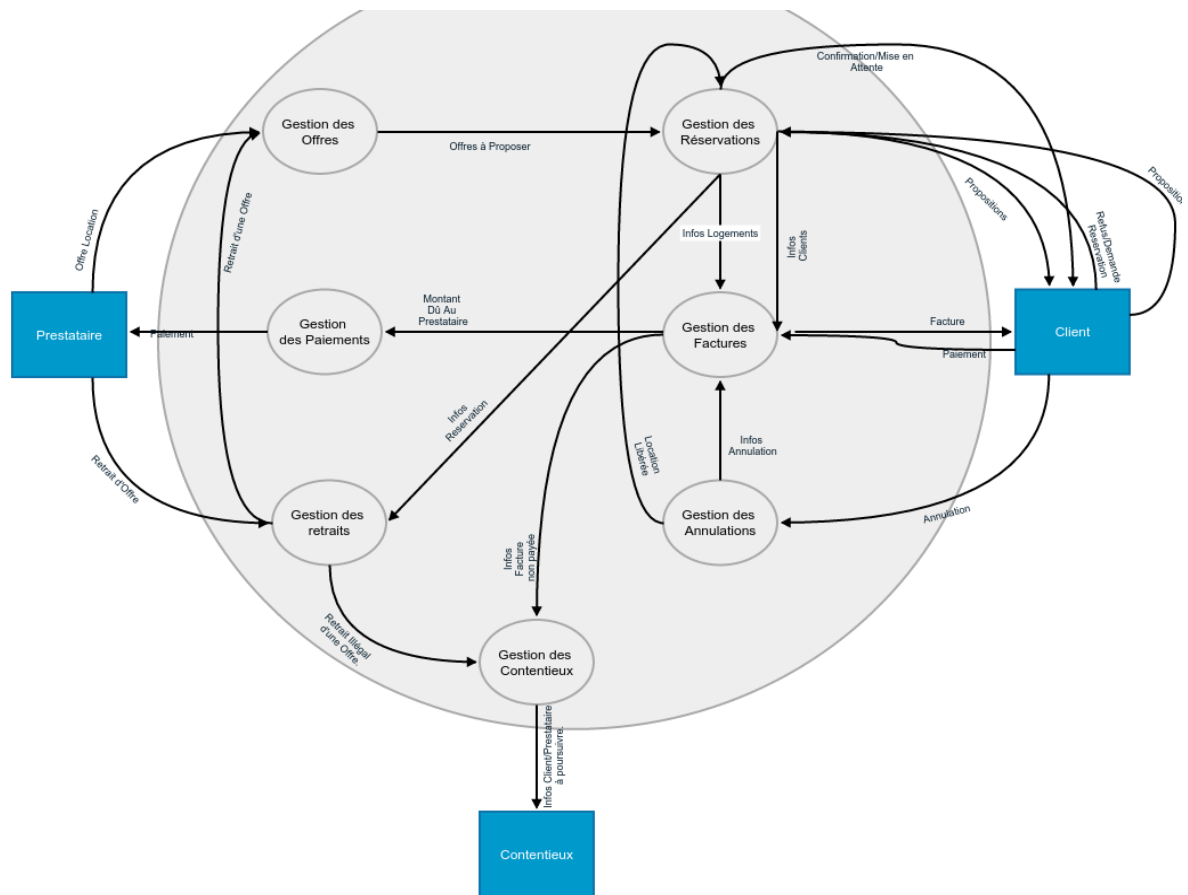 Confirmation/Mise en
Attente
Gestion des
Offres
Gestion des
Réservations
Offres à Proposer
Propositions
Refus/Demande
Reservation
Proposition
Offre Location
Retrait d'une Offre
Infos Logements
Infos
Clients
Prestataire
Paiement
Gestion
des Paiements
Montant
Dû Au
Prestataire
Gestion des
Factures
Facture
Paiement
Client
Infos
Reservation
Location
Libérée
Infos
Annulation
Retrait d'Offre
Gestion des
retraits
Gestion des
Annulations
Annulation
Infos
Facture
non payée
Retrait Illégal
d'une Offre.
Gestion des
Contentieux
Infos Client/Prestataire
à poursuivre.
Contentieux